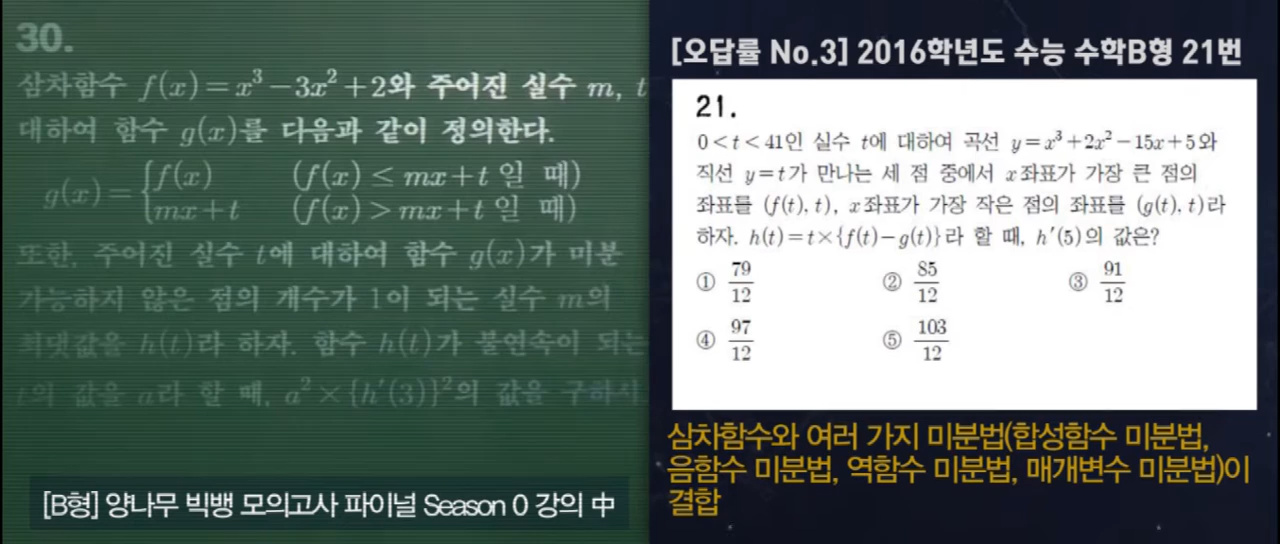 30.
삼차함수 f(x)=x³-3x²+2와 주어진 실수 m, t
대하여 함수 g(x)를 다음과 같이 정의한다.
g(x)={f(x) (f(x)≤mx+t일 때)
mx+t (f(x)>mx+t일 때)
또한, 주어진 실수 t에 대하여 함수 g(x)가 미분
가능하지 않은 점의 개수가 1이 되는 실수 m의
최댓값을 h(t)라 하자. 함수 h(t)가 불연속이 되는
t의 값을 a라 할 때, a²×{h′(3)}²의 값을 구하시
[B형] 양나무 빅뱅 모의고사 파이널 Season 0 강의 中
[오답률 No.3] 2016학년도 수능 수학B형 21번
21.
0<t<41인 실수 t에 대하여 곡선 y=x³+2x²-15x+5와
직선 y=t가 만나는 세 점 중에서 x좌표가 가장 큰 점의
좌표를 (f(t), t), x좌표가 가장 작은 점의 좌표를 (g(t), t)라
하자. h(t)=t×{f(t)-g(t)}라 할 때, h′(5)의 값은?
① 79/12 ② 85/12 ③ 91/12
④ 97/12 ⑤ 103/12
삼차함수와 여러 가지 미분법(합성함수 미분법,
음함수 미분법, 역함수 미분법, 매개변수 미분법)이
결합